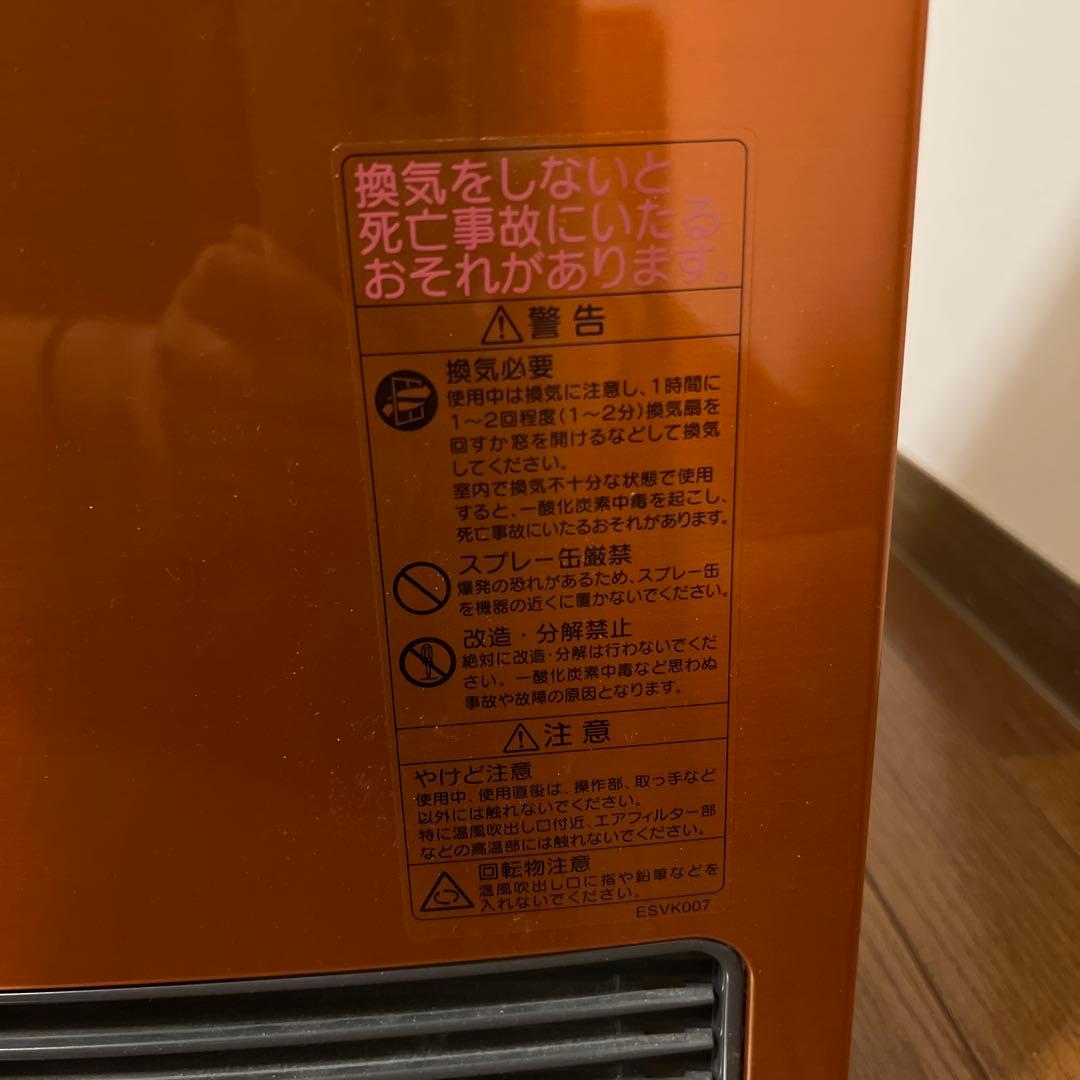 換気をしないと
死亡事故にいたる
おそれがあります。
警告
換気必要
使用中は換気に注意し、1時間に
1～2回程度(1～2分)換気扇を
回すか窓を開けるなどして換気
してください。
室内で換気不十分な状態で使用
すると、一酸化炭素中毒を起こし、
死亡事故にいたるおそれがあります。
スプレー缶厳禁
爆発の恐れがあるため、スプレー缶
を機器の近くに置かないでください。
改造・分解禁止
絶対に改造・分解は行わないでくだ
さい。一酸化炭素中毒など思わぬ
事故や故障の原因となります。
注意
やけど注意
使用中、使用直後は、操作部、取っ手など
以外には触れないでください。
特に温風吹出し口付近、エアフィルター部
などの高温部には触れないでください。
回転物注意
温風吹出し口に指や鉛筆などを
入れないでください。
ESVK007